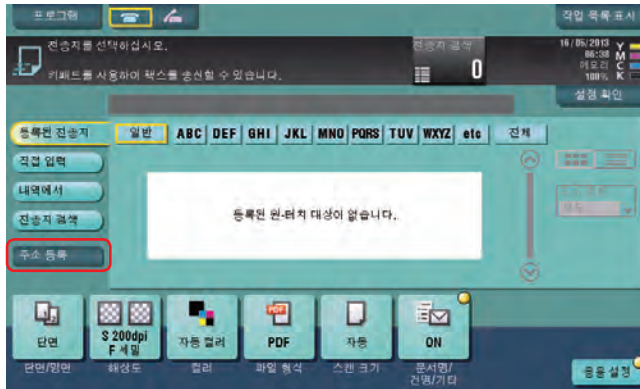 프로그램
작업 목록 표시
전송지를 선택하십시오.
키패드를 사용하여 팩스를 송신할 수 있습니다.
전송지 검색
0
16/05/2013
메모리
100%
Y
M
C
K
설정 확인
등록된 전송지
일반
ABC
DEF
GHI
JKL
MNO
PQRS
TUV
WXYZ
etc
전체
직접 입력
내역에서
전송지 검색
주소 등록
등록된 원-터치 대상이 없습니다.
단면
S 200dpi
F 세밀
자동 컬러
PDF
PDF
자동
ON
단면/양면
해상도
컬러
파일 형식
스캔 크기
문서명/
건명/기타
응용 설정